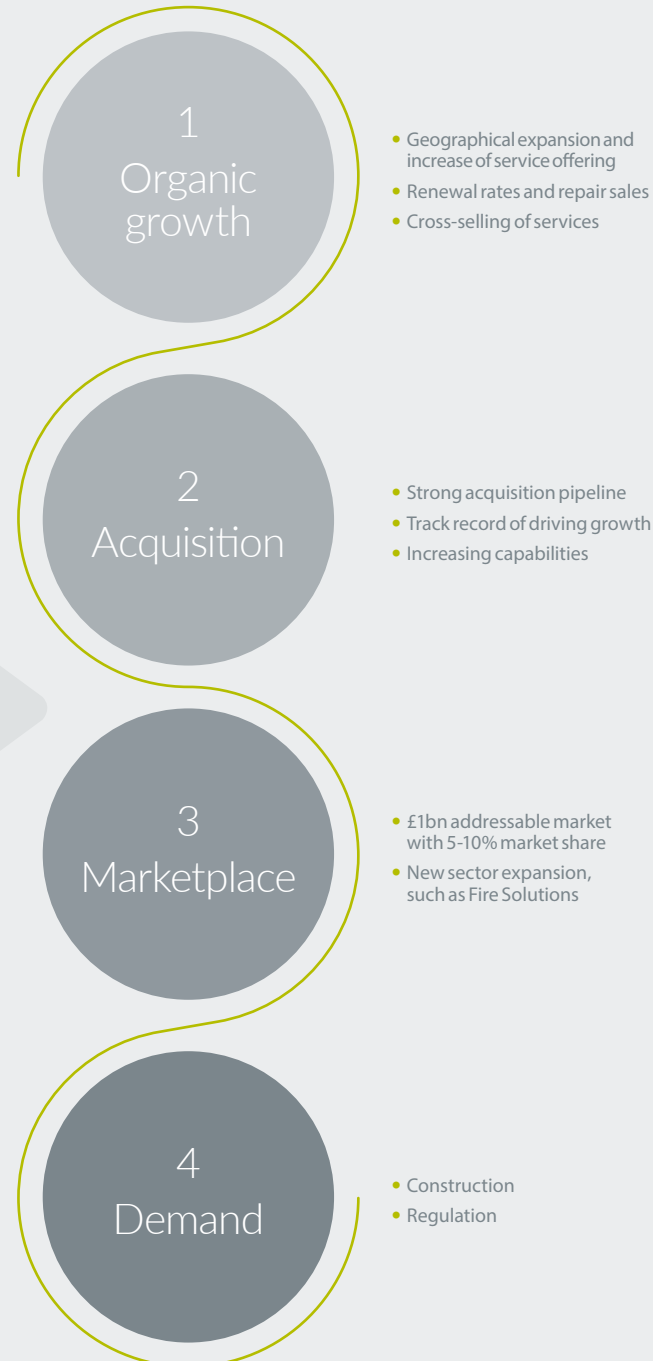 1
Organic
growth
• Geographical expansion and
increase of service offering
• Renewal rates and repair sales
• Cross-selling of services
2
Acquisition
• Strong acquisition pipeline
• Track record of driving growth
• Increasing capabilities
3
Marketplace
• £1bn addressable market
with 5-10% market share
• New sector expansion,
such as Fire Solutions
4
Demand
• Construction
• Regulation